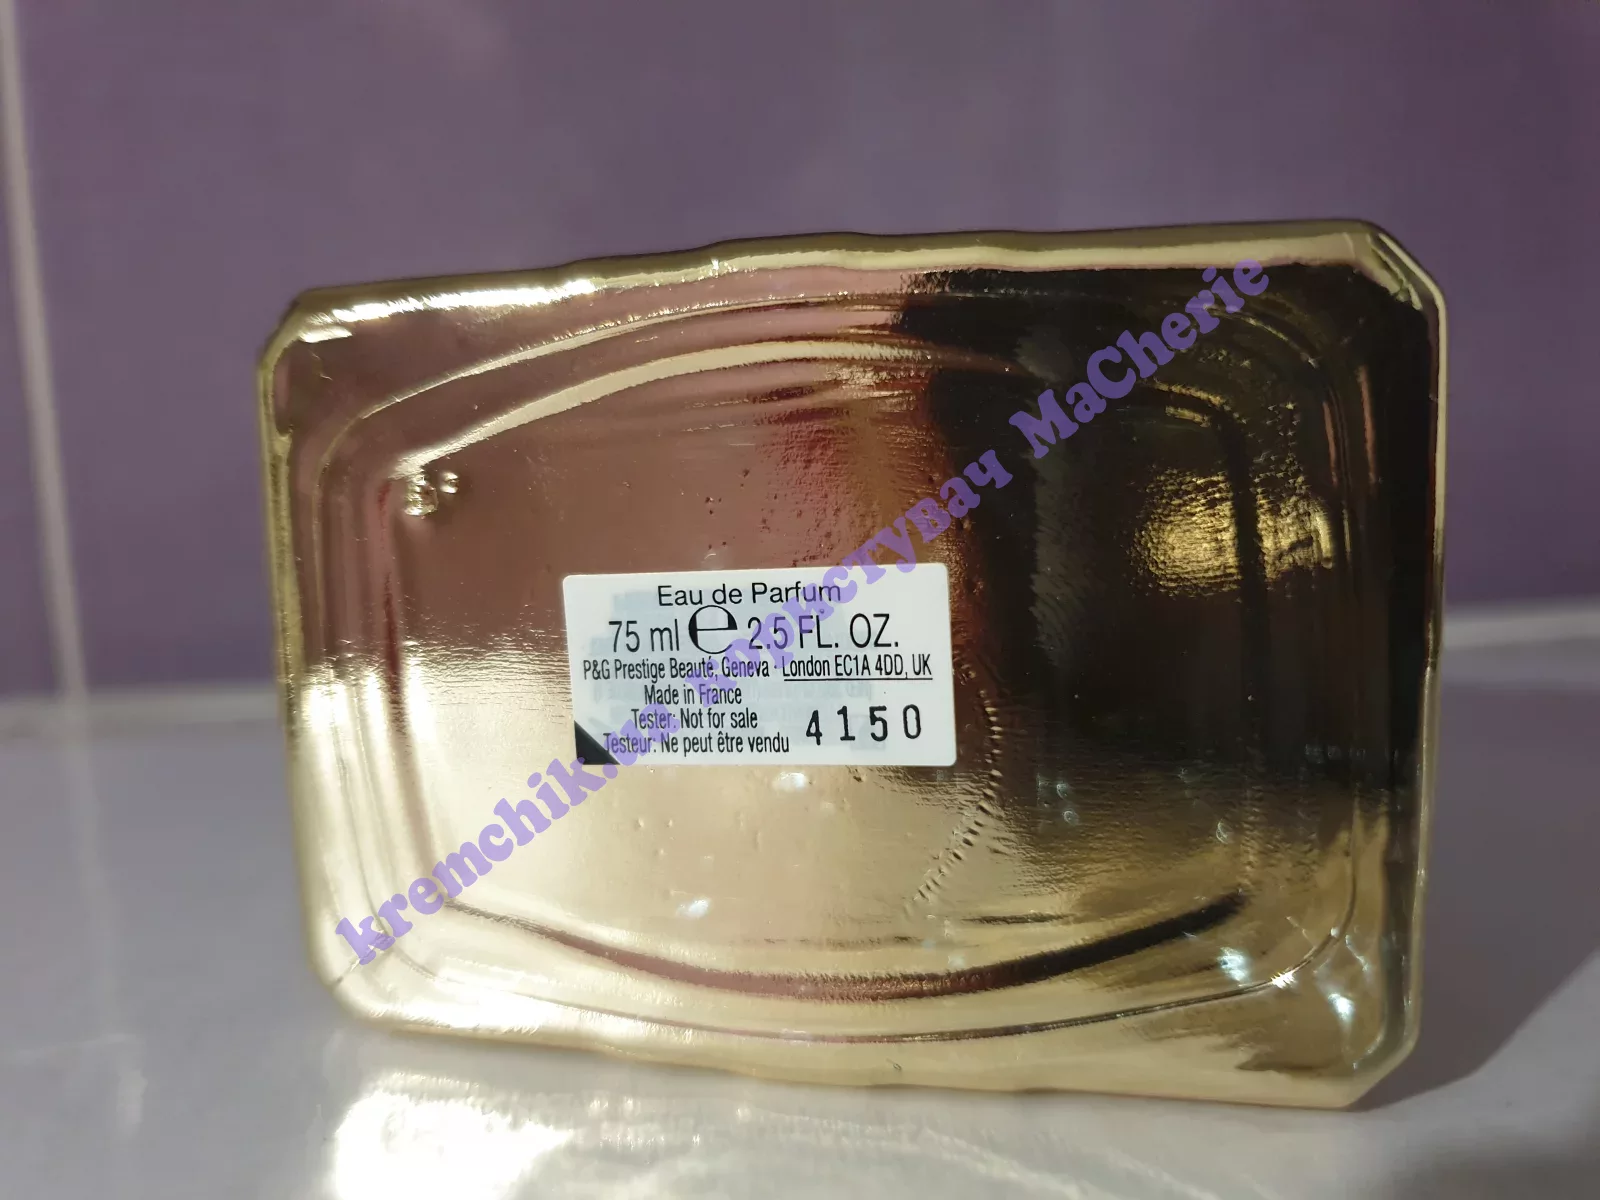 Eau de Parfum
75 ml ℮ 2.5 FL. OZ.
P&G Prestige Beauté, Geneva · London EC1A 4DD, UK
Made in France
Tester: Not for sale
Testeur: Ne peut être vendu
4150
kremchik.ua користувач MaCherie